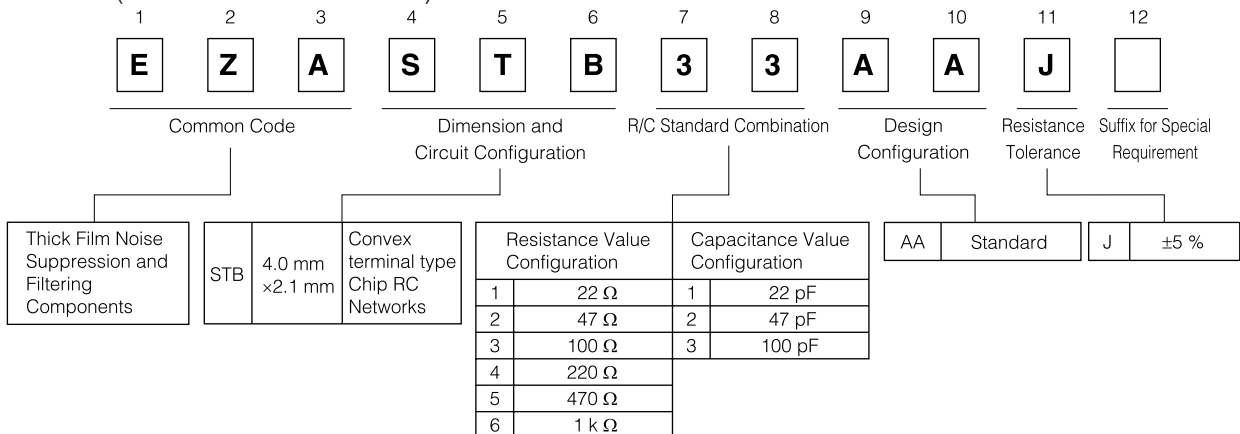 1 2 3 4 5 6 7 8 9 10 11 12
E Z A S T B 3 3 A A J
Common Code
Dimension and
Circuit Configuration
R/C Standard Combination
Design
Configuration
Resistance
Tolerance
Suffix for Special
Requirement
Thick Film Noise
Suppression and
Filtering
Components
STB
4.0 mm
×2.1 mm
Convex
terminal type
Chip RC
Networks
Resistance Value
Configuration
1 22 Ω
2 47 Ω
3 100 Ω
4 220 Ω
5 470 Ω
6 1 k Ω
Capacitance Value
Configuration
1 22 pF
2 47 pF
3 100 pF
AA Standard
J ±5 %